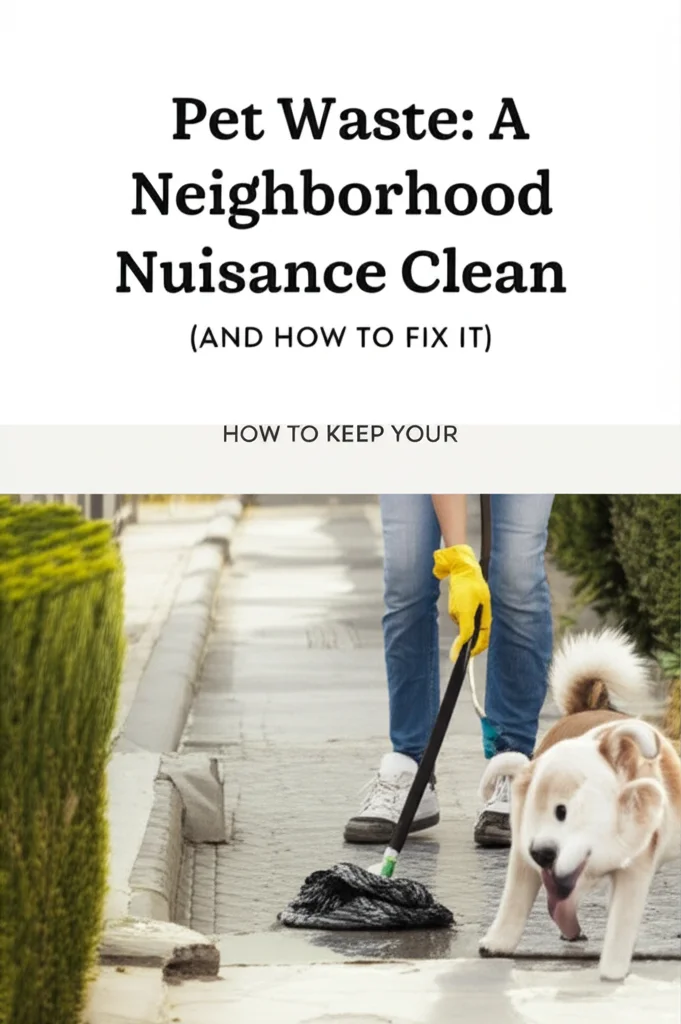 Pet Waste: A
Neighborhood
Nuisance Clean
(AND HOW TO FIX IT)
HOW TO KEEP YOUR